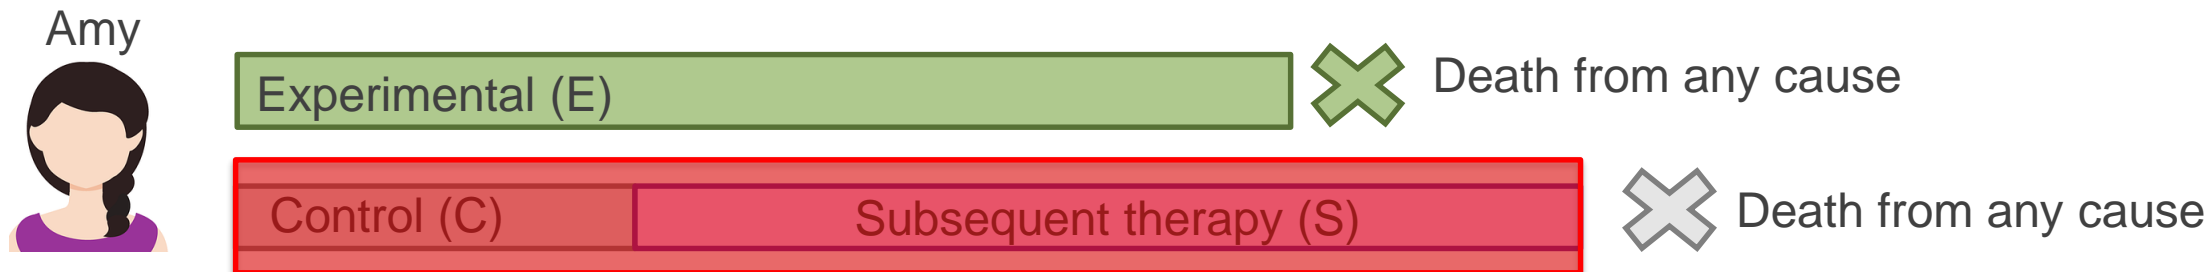 Amy
Experimental (E)
Death from any cause
Control (C)
Subsequent therapy (S)
Death from any cause